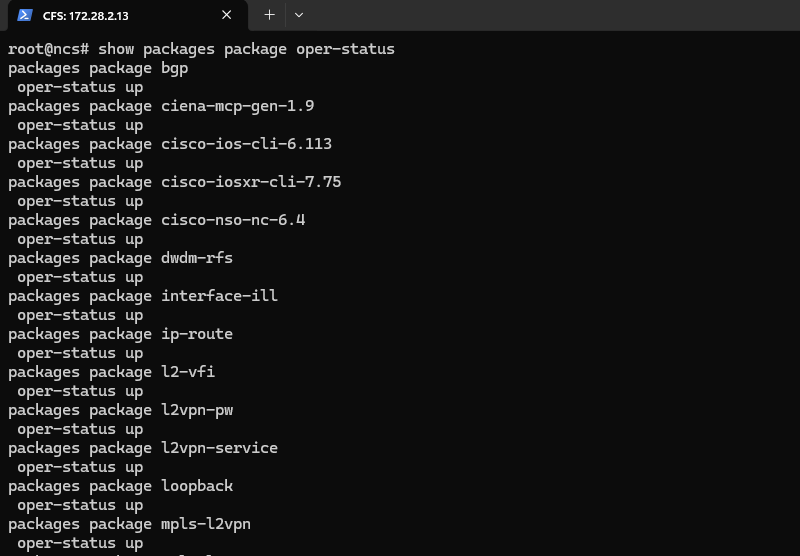 CFS: 172.28.2.13
root@ncs# show packages package oper-status
packages package bgp
oper-status up
packages package ciena-mcp-gen-1.9
oper-status up
packages package cisco-ios-cli-6.113
oper-status up
packages package cisco-iosxr-cli-7.75
oper-status up
packages package cisco-nso-nc-6.4
oper-status up
packages package dwdm-rfs
oper-status up
packages package interface-ill
oper-status up
packages package ip-route
oper-status up
packages package l2-vfi
oper-status up
packages package l2vpn-pw
oper-status up
packages package l2vpn-service
oper-status up
packages package loopback
oper-status up
packages package mpls-l2vpn
oper-status up